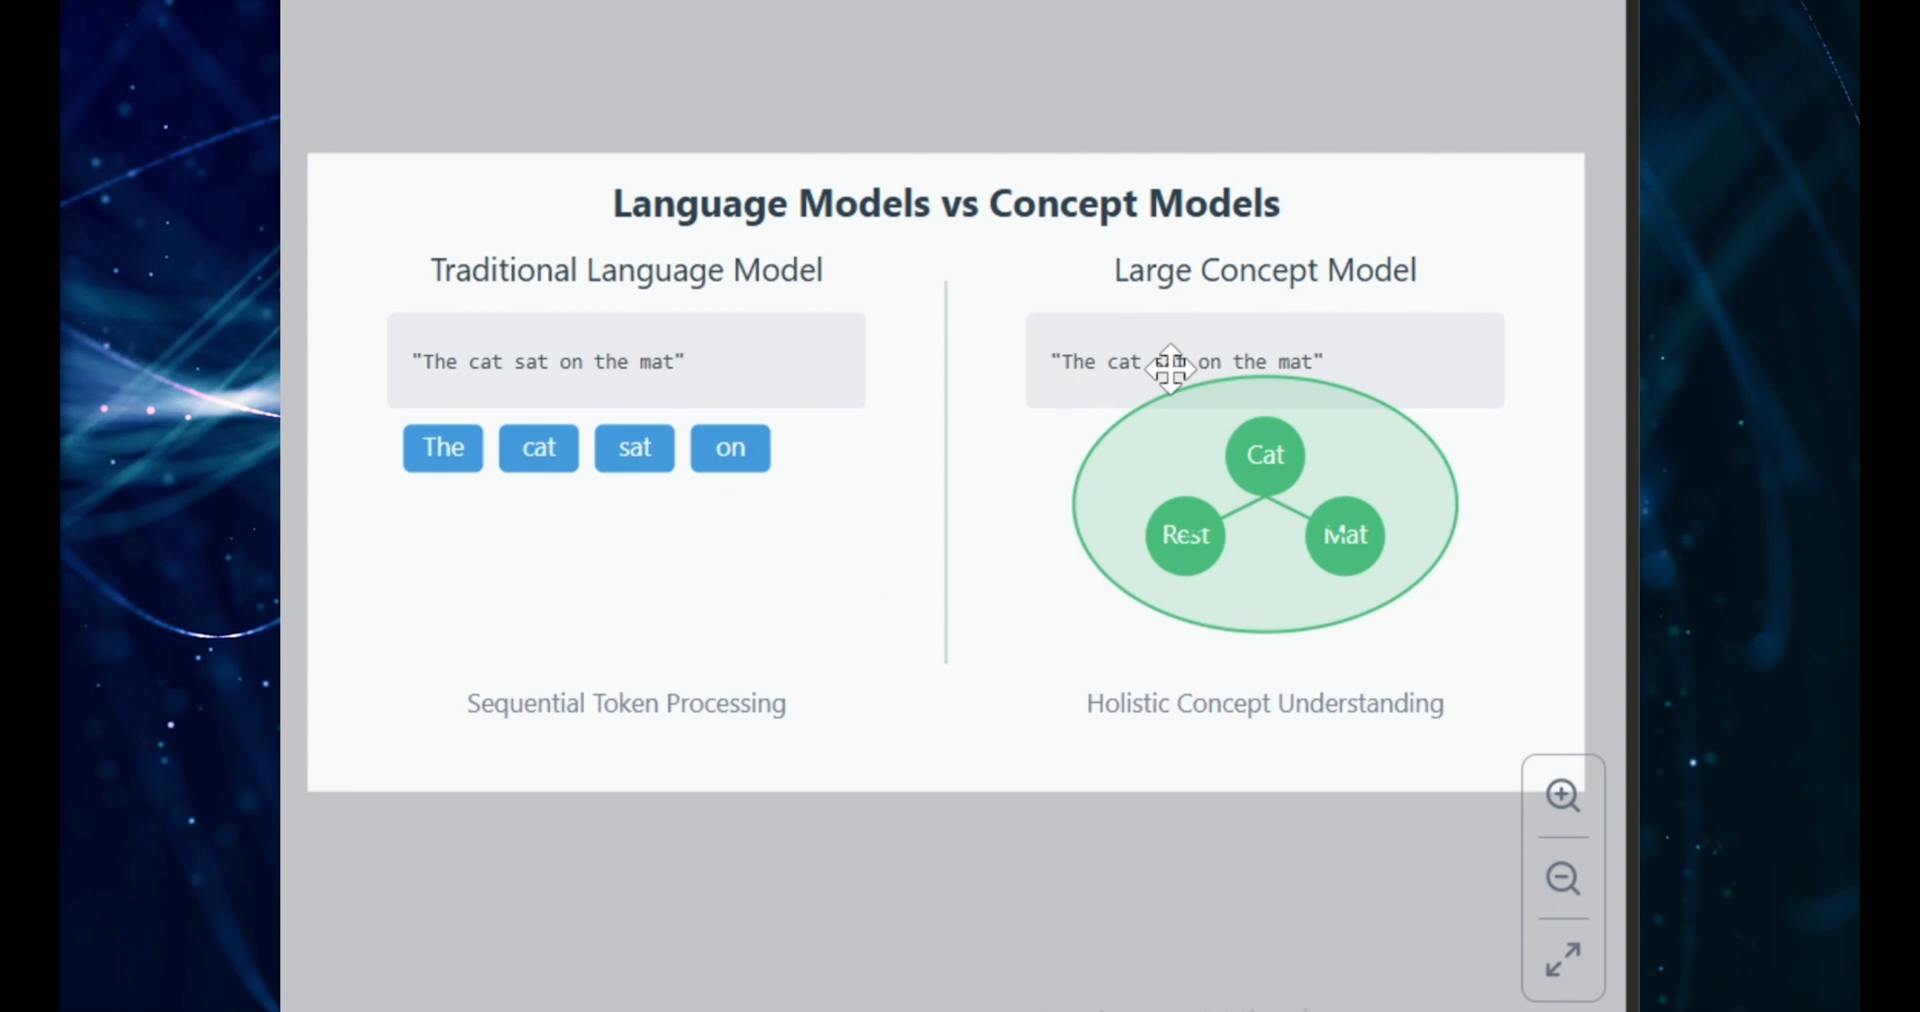 Language Models vs Concept Models
Traditional Language Model
"The cat sat on the mat"
The
cat
sat
on
Sequential Token Processing
Large Concept Model
"The cat on the mat"
Cat
Rest
Mat
Holistic Concept Understanding